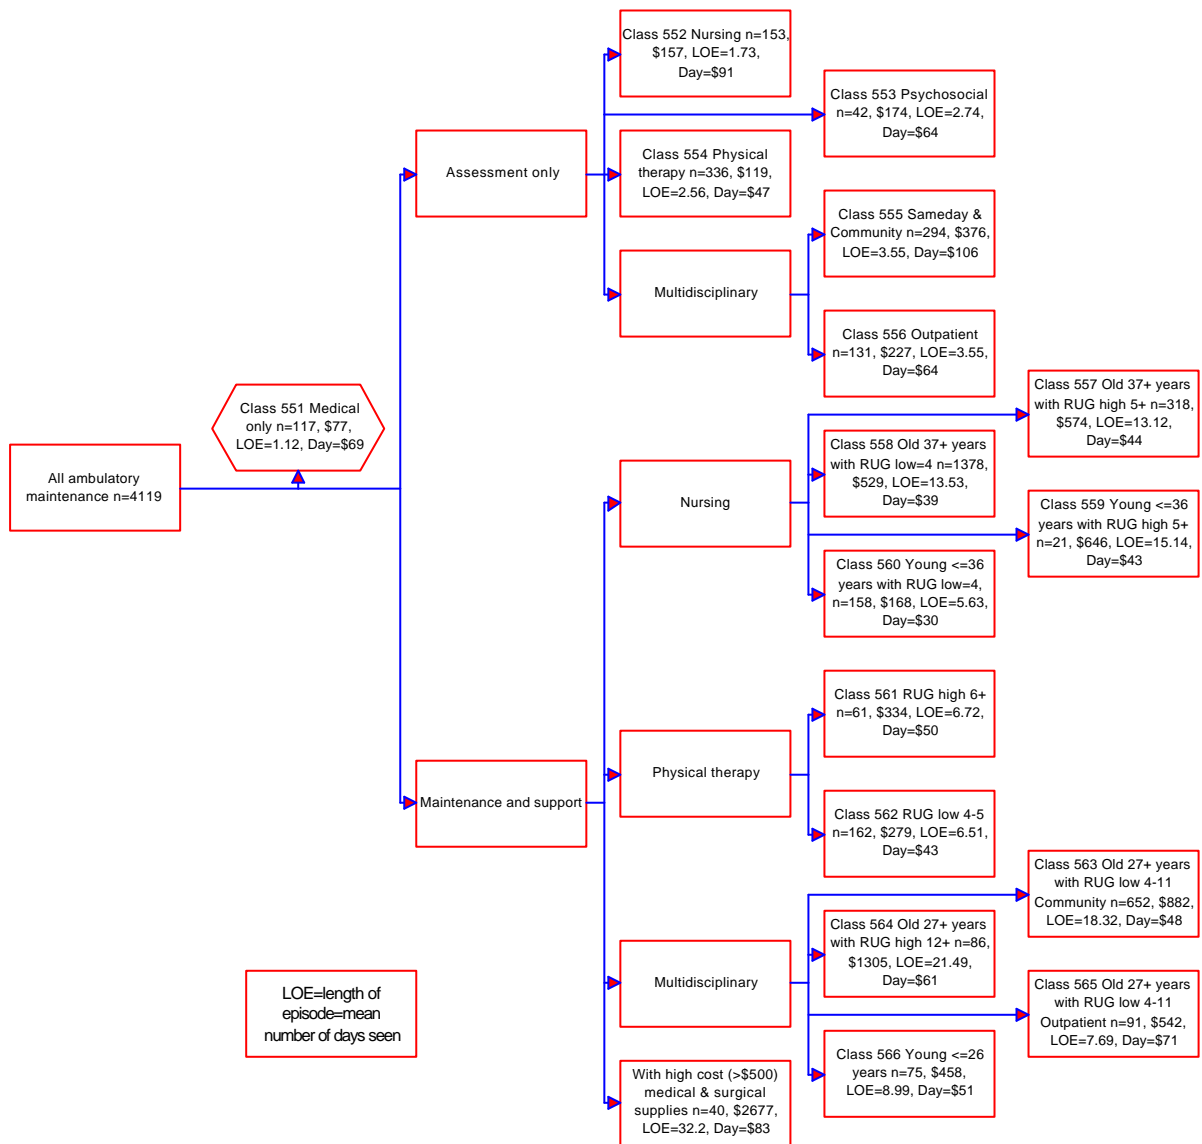 Class 552 Nursing n=153,
$157, LOE=1.73,
Day=$91
Class 553 Psychosocial
n=42, $174, LOE=2.74,
Day=$64
Assessment only
Class 554 Physical
therapy n=336, $119,
LOE=2.56, Day=$47
Class 555 Sameday &
Community n=294, $376,
LOE=3.55, Day=$106
Multidisciplinary
Class 556 Outpatient
n=131, $227, LOE=3.55,
Day=$64
Class 551 Medical
only n=117, $77,
LOE=1.12, Day=$69
All ambulatory
maintenance n=4119
Class 557 Old 37+ years
with RUG high 5+ n=318,
$574, LOE=13.12,
Day=$44
Nursing
Class 558 Old 37+ years
with RUG low=4 n=1378,
$529, LOE=13.53,
Day=$39
Class 559 Young <=36
years with RUG high 5+
n=21, $646, LOE=15.14,
Day=$43
Class 560 Young <=36
years with RUG low=4,
n=158, $168, LOE=5.63,
Day=$30
Class 561 RUG high 6+
n=61, $334, LOE=6.72,
Day=$50
Physical therapy
Maintenance and support
Class 562 RUG low 4-5
n=162, $279, LOE=6.51,
Day=$43
Class 563 Old 27+ years
with RUG low 4-11
Community n=652, $882,
LOE=18.32, Day=$48
Multidisciplinary
Class 564 Old 27+ years
with RUG high 12+ n=86,
$1305, LOE=21.49,
Day=$61
Class 565 Old 27+ years
with RUG low 4-11
Outpatient n=91, $542,
LOE=7.69, Day=$71
Class 566 Young <=26
years n=75, $458,
LOE=8.99, Day=$51
With high cost (>$500)
medical & surgical
supplies n=40, $2677,
LOE=32.2, Day=$83
LOE=length of
episode=mean
number of days seen